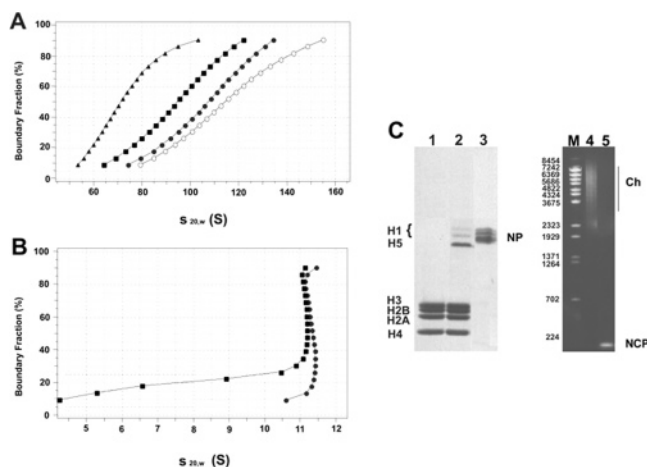 A
Boundary Fraction (%)
100
80
60
40
20
0
60 80 100 120 140 160
s 20,w (S)
B
Boundary Fraction (%)
100
80
60
40
20
0
5 6 7 8 9 10 11 12
s 20,w (S)
C
1 2 3
H1 {
H5
NP
H3
H2B
H2A
H4
M 4 5
8454
7242
6369
5686
4822
4324
3675
2323
1929
1371
1264
702
224
Ch
NCP